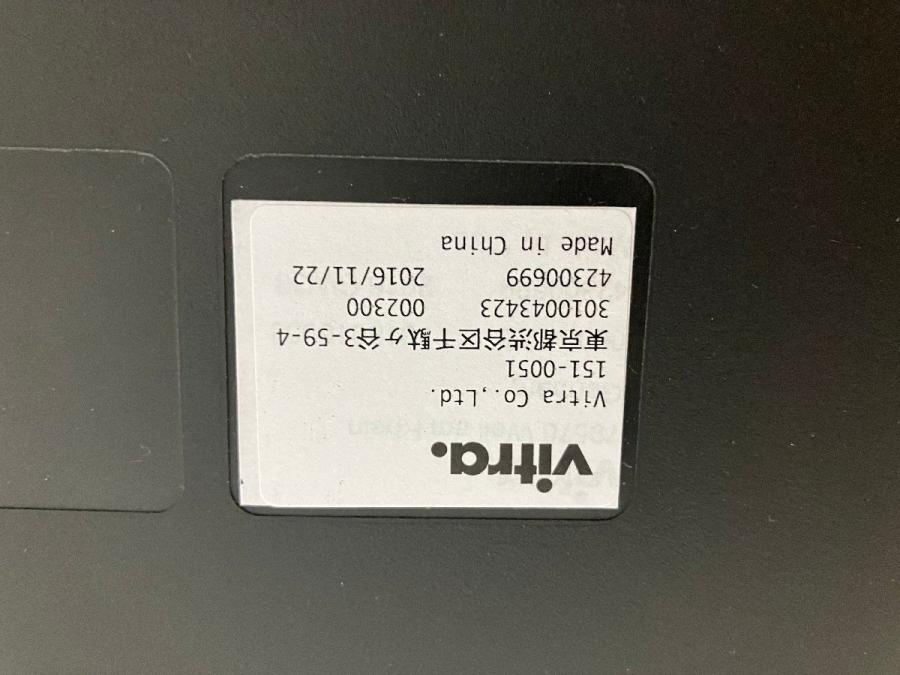 vitra.
Vitra Co.,Ltd.
151-0051
東京都渋谷区千駄ヶ谷3-59-4
3010043423 002300
42300699 2016/11/22
Made in China